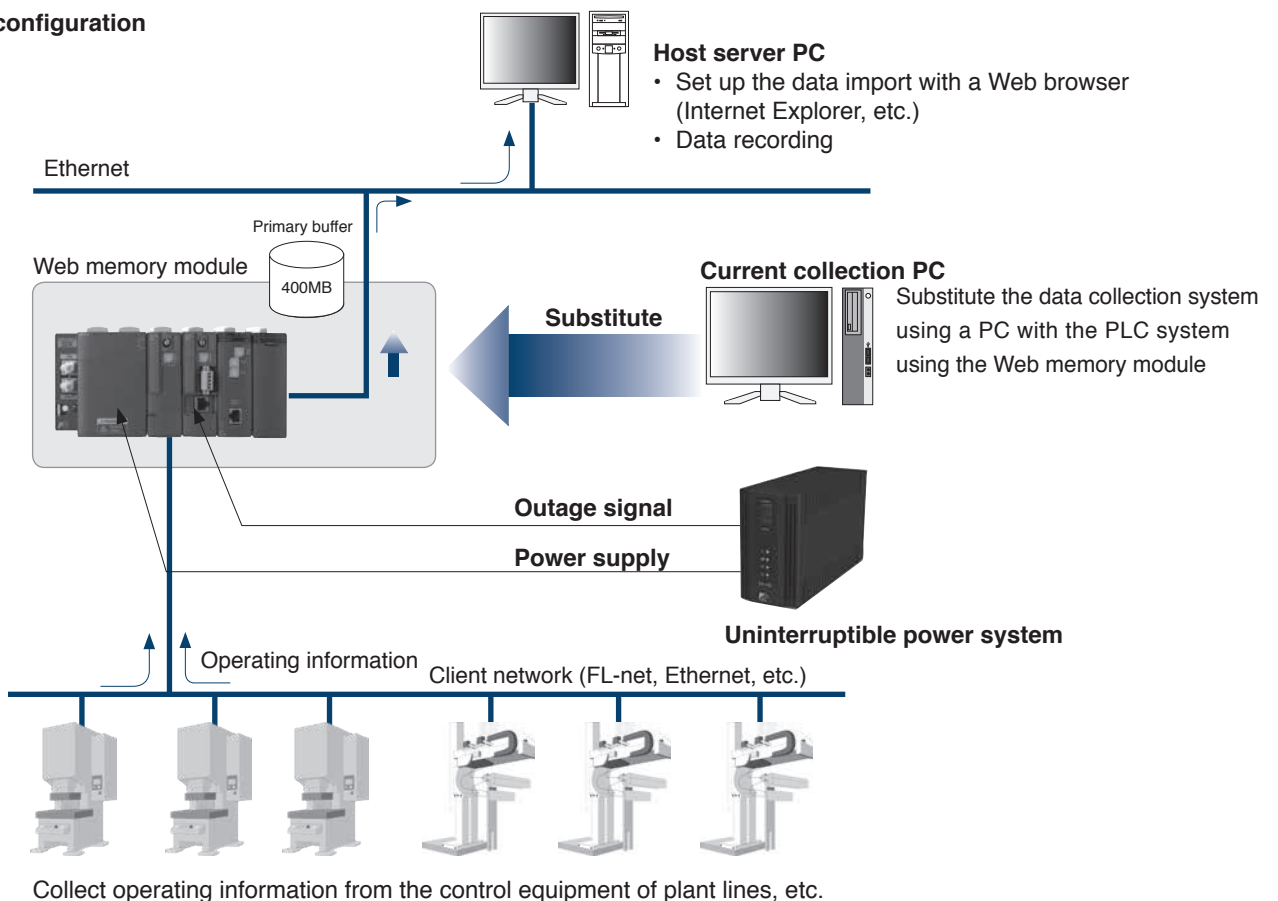 configuration
Host server PC
• Set up the data import with a Web browser
(Internet Explorer, etc.)
• Data recording
Ethernet
Primary buffer
400MB
Web memory module
Current collection PC
Substitute the data collection system
using a PC with the PLC system
using the Web memory module
Substitute
Outage signal
Power supply
Uninterruptible power system
Operating information
Client network (FL-net, Ethernet, etc.)
Collect operating information from the control equipment of plant lines, etc.